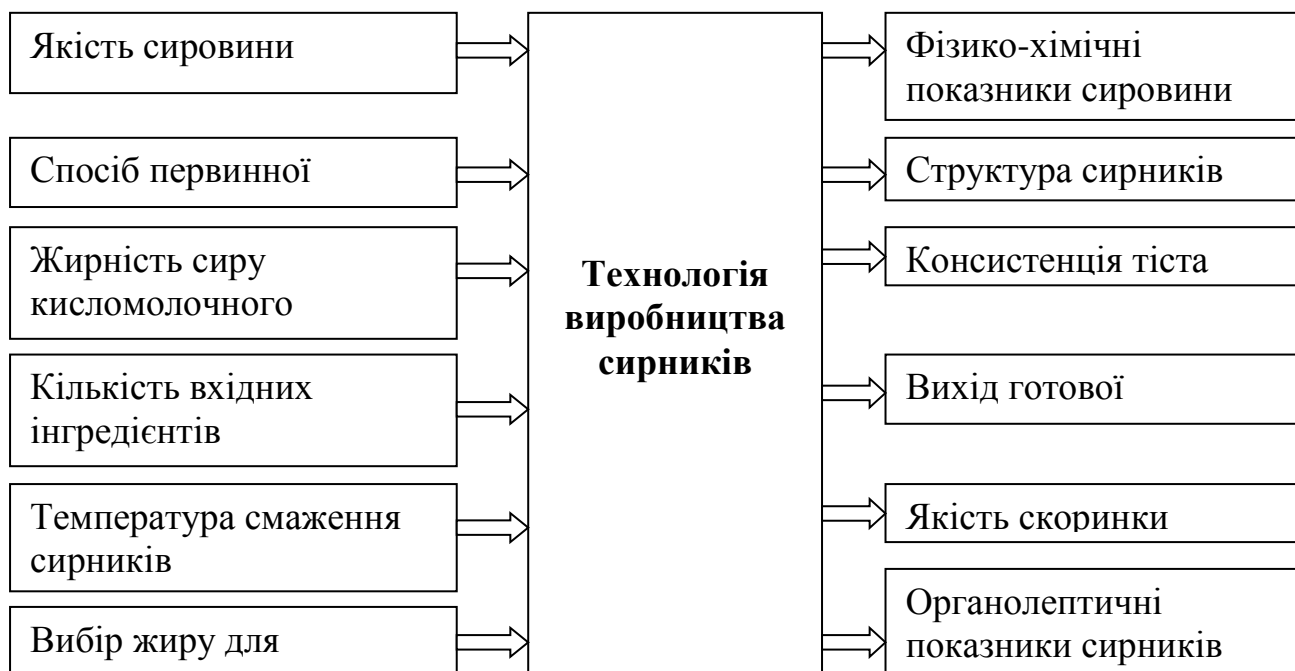 Якість сировини
Спосіб первинної
Жирність сиру
кисломолочного
Кількість вхідних
інгредієнтів
Температура смаження
сирників
Вибір жиру для
Технологія
виробництва
сирників
Фізико-хімічні
показники сировини
Структура сирників
Консистенція тіста
Вихід готової
Якість скоринки
Органолептичні
показники сирників